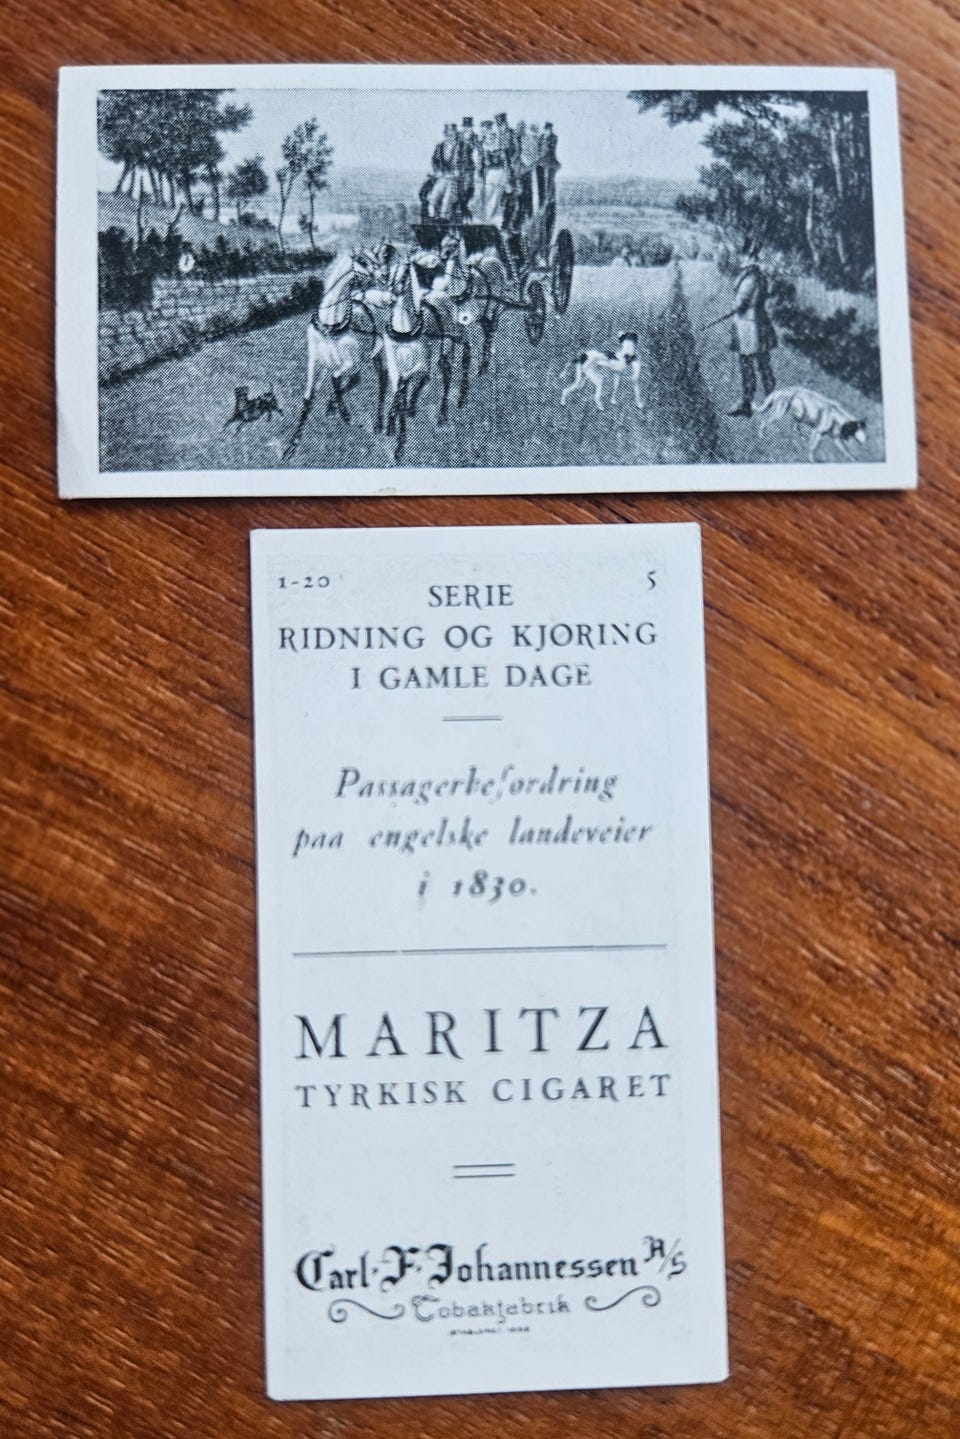 1-20 5
SERIE
RIDNING OG KJØRING
I GAMLE DAGE
Passagerbefordring
paa engelske landeveier
i 1830.
MARITZA
TYRKISK CIGARET
Carl·F·Johannessen A/S
Tobakfabrik